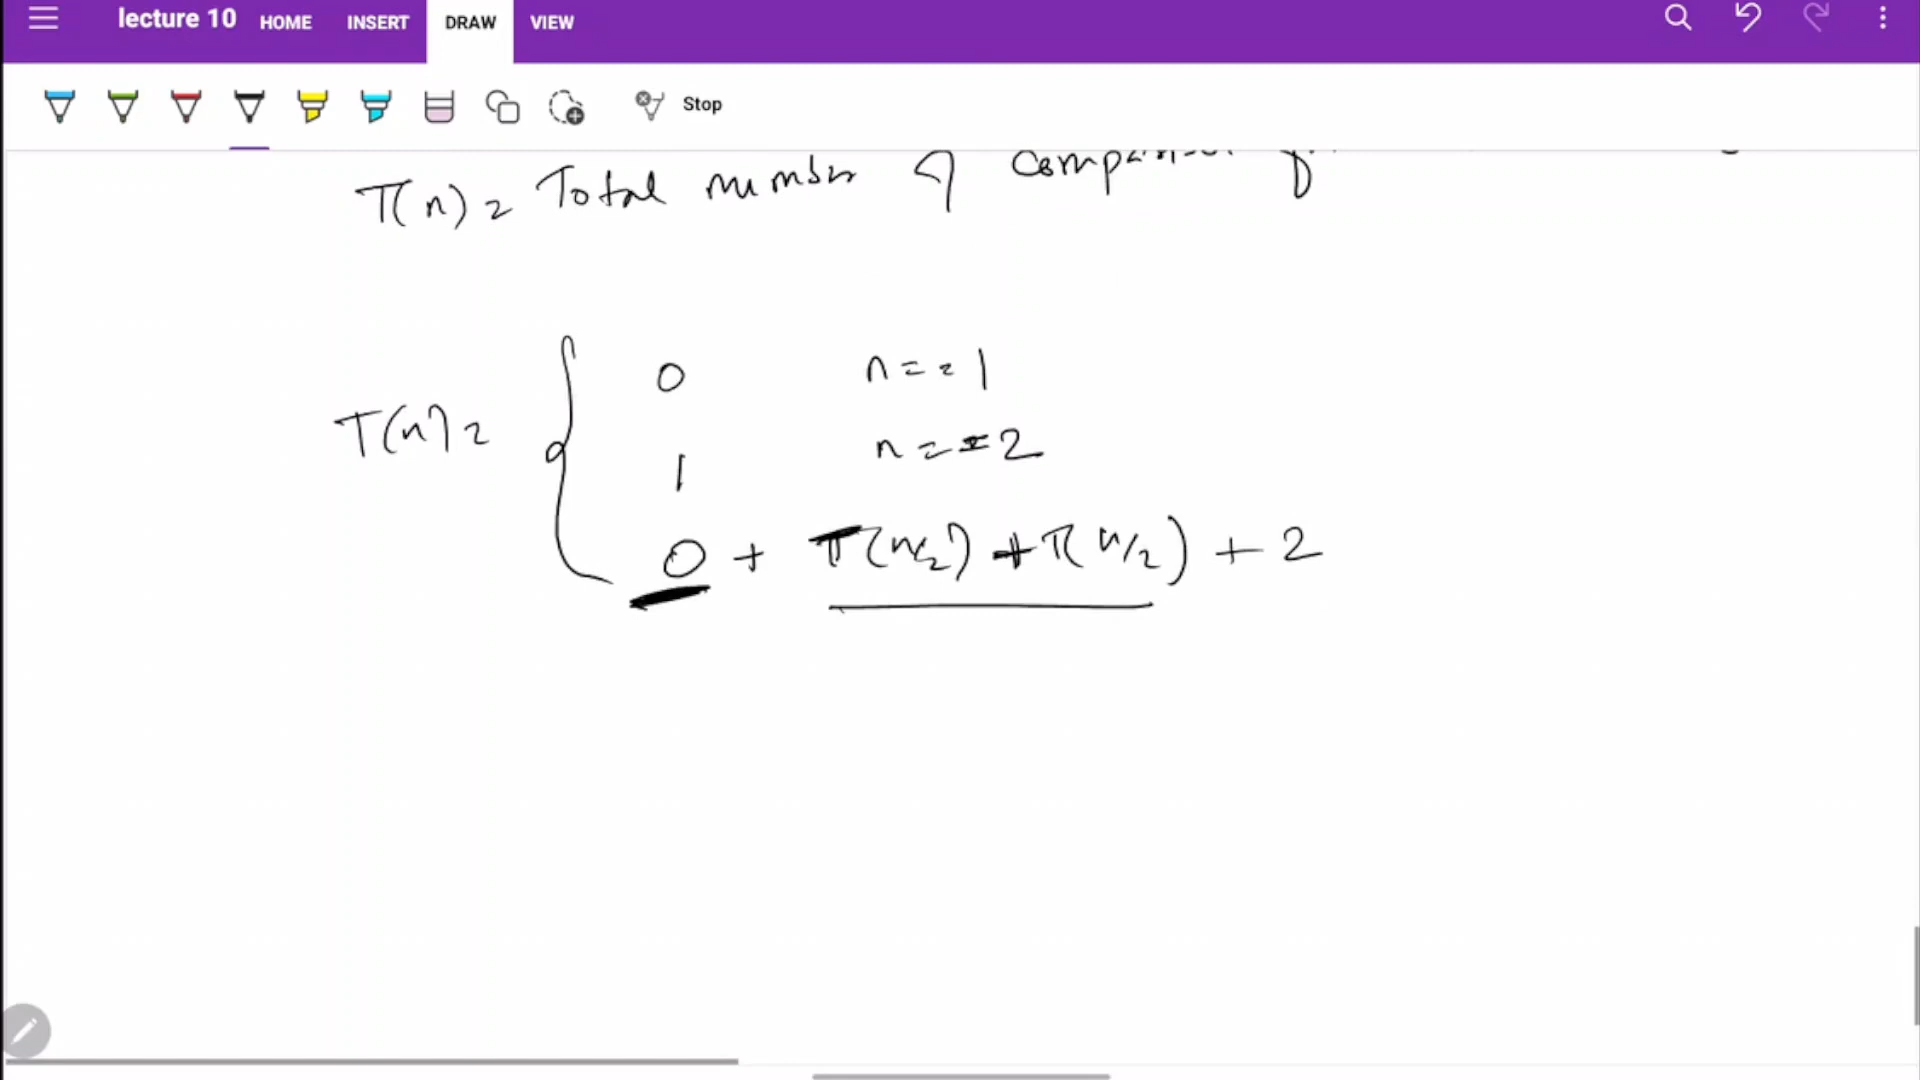 lecture 10 HOME INSERT DRAW VIEW
Stop
T(n) = Total number of
T(n) = 0 n == 1
1 n == 2
0 + T(n/2) + T(n/2) + 2